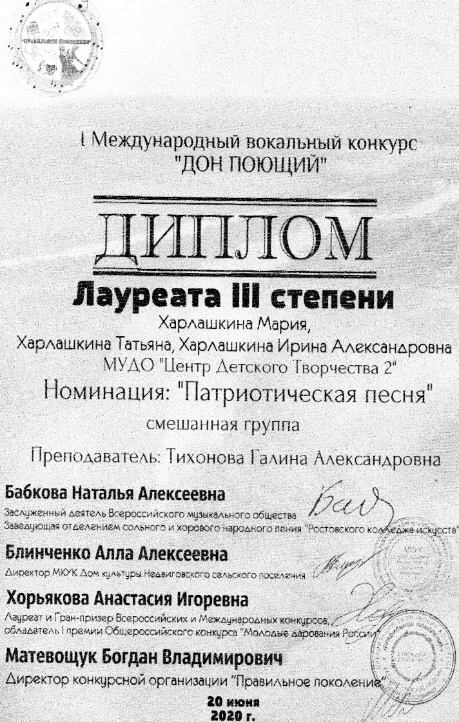 "ПРАВИЛЬНОЕ ПОКОЛЕНИЕ"
I Международный вокальный конкурс
"ДОН ПОЮЩИЙ"
ДИПЛОМ
Лауреата III степени
Харлашкина Мария,
Харлашкина Татьяна, Харлашкина Ирина Александровна
МУДО "Центр Детского Творчества 2"
Номинация: "Патриотическая песня"
смешанная группа
Преподаватель: Тихонова Галина Александровна
Бабкова Наталья Алексеевна
Заслуженный деятель Всероссийского музыкального общества
Заведующая отделением сольного и хорового народного пения "Ростовского колледжа искусств"
Блинченко Алла Алексеевна
Директор МКУК Дом культуры Недвиговского сельского поселения
Хорьякова Анастасия Игоревна
Лауреат и Гран-призер Всероссийских и Международных конкурсов,
обладатель I премии Общероссийского конкурса "Молодые дарования России"
Матевощук Богдан Владимирович
Директор конкурсной организации "Правильное поколение"
20 июня
2020 г.